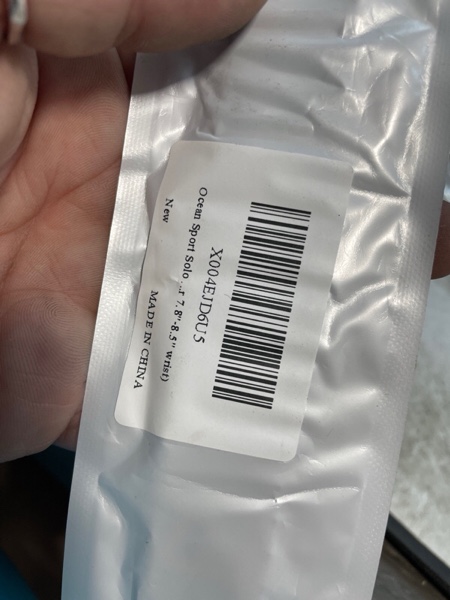 X004EJD6U5
Ocean Sport Solo ...r 7.8"-8.5" wrist)
New
MADE IN CHINA